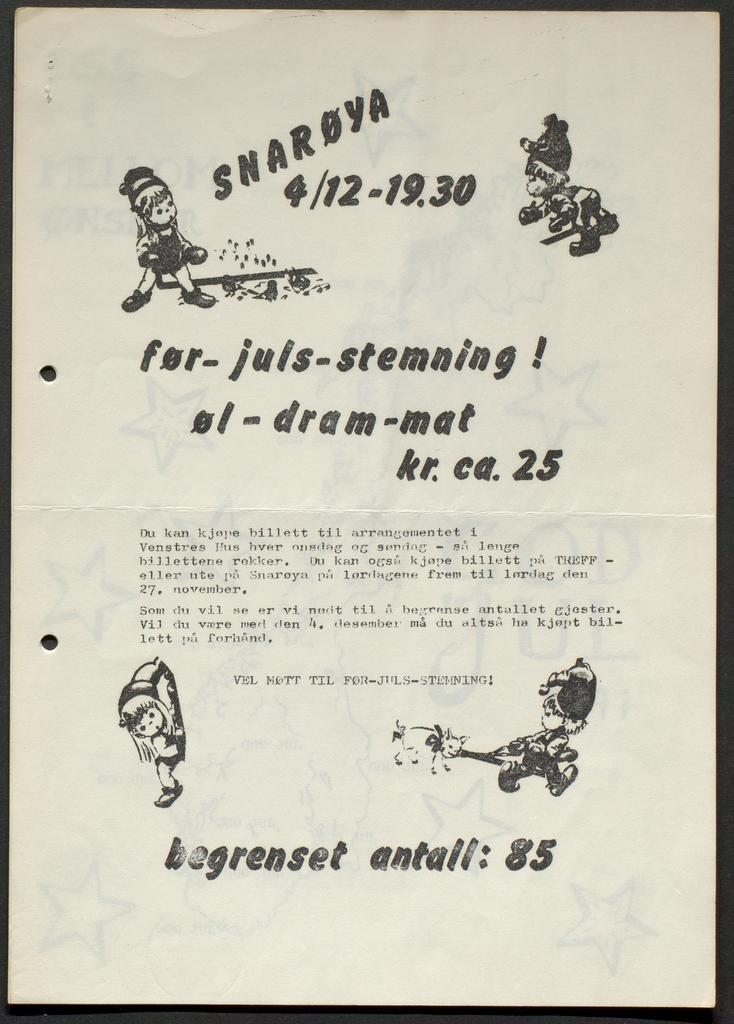 SNARØYA
4/12-19.30
før-juls-stemning!
øl-dram-mat
kr. ca. 25
Du kan kjøpe billett til arrangementet i
Venstres Hus hver onsdag og søndag - så lenge
billettene rekker. Du kan også kjøpe billett på TREFF -
eller ute på Snarøya på lørdagene frem til lørdag den
27. november.
Som du vil se er vi nødt til å begrense antallet gjester.
Vil du være med den 4. desember må du altså ha kjøpt bil-
lett på forhånd.
VEL MØTT TIL FØR-JULS-STEMNING!
begrenset antall: 85